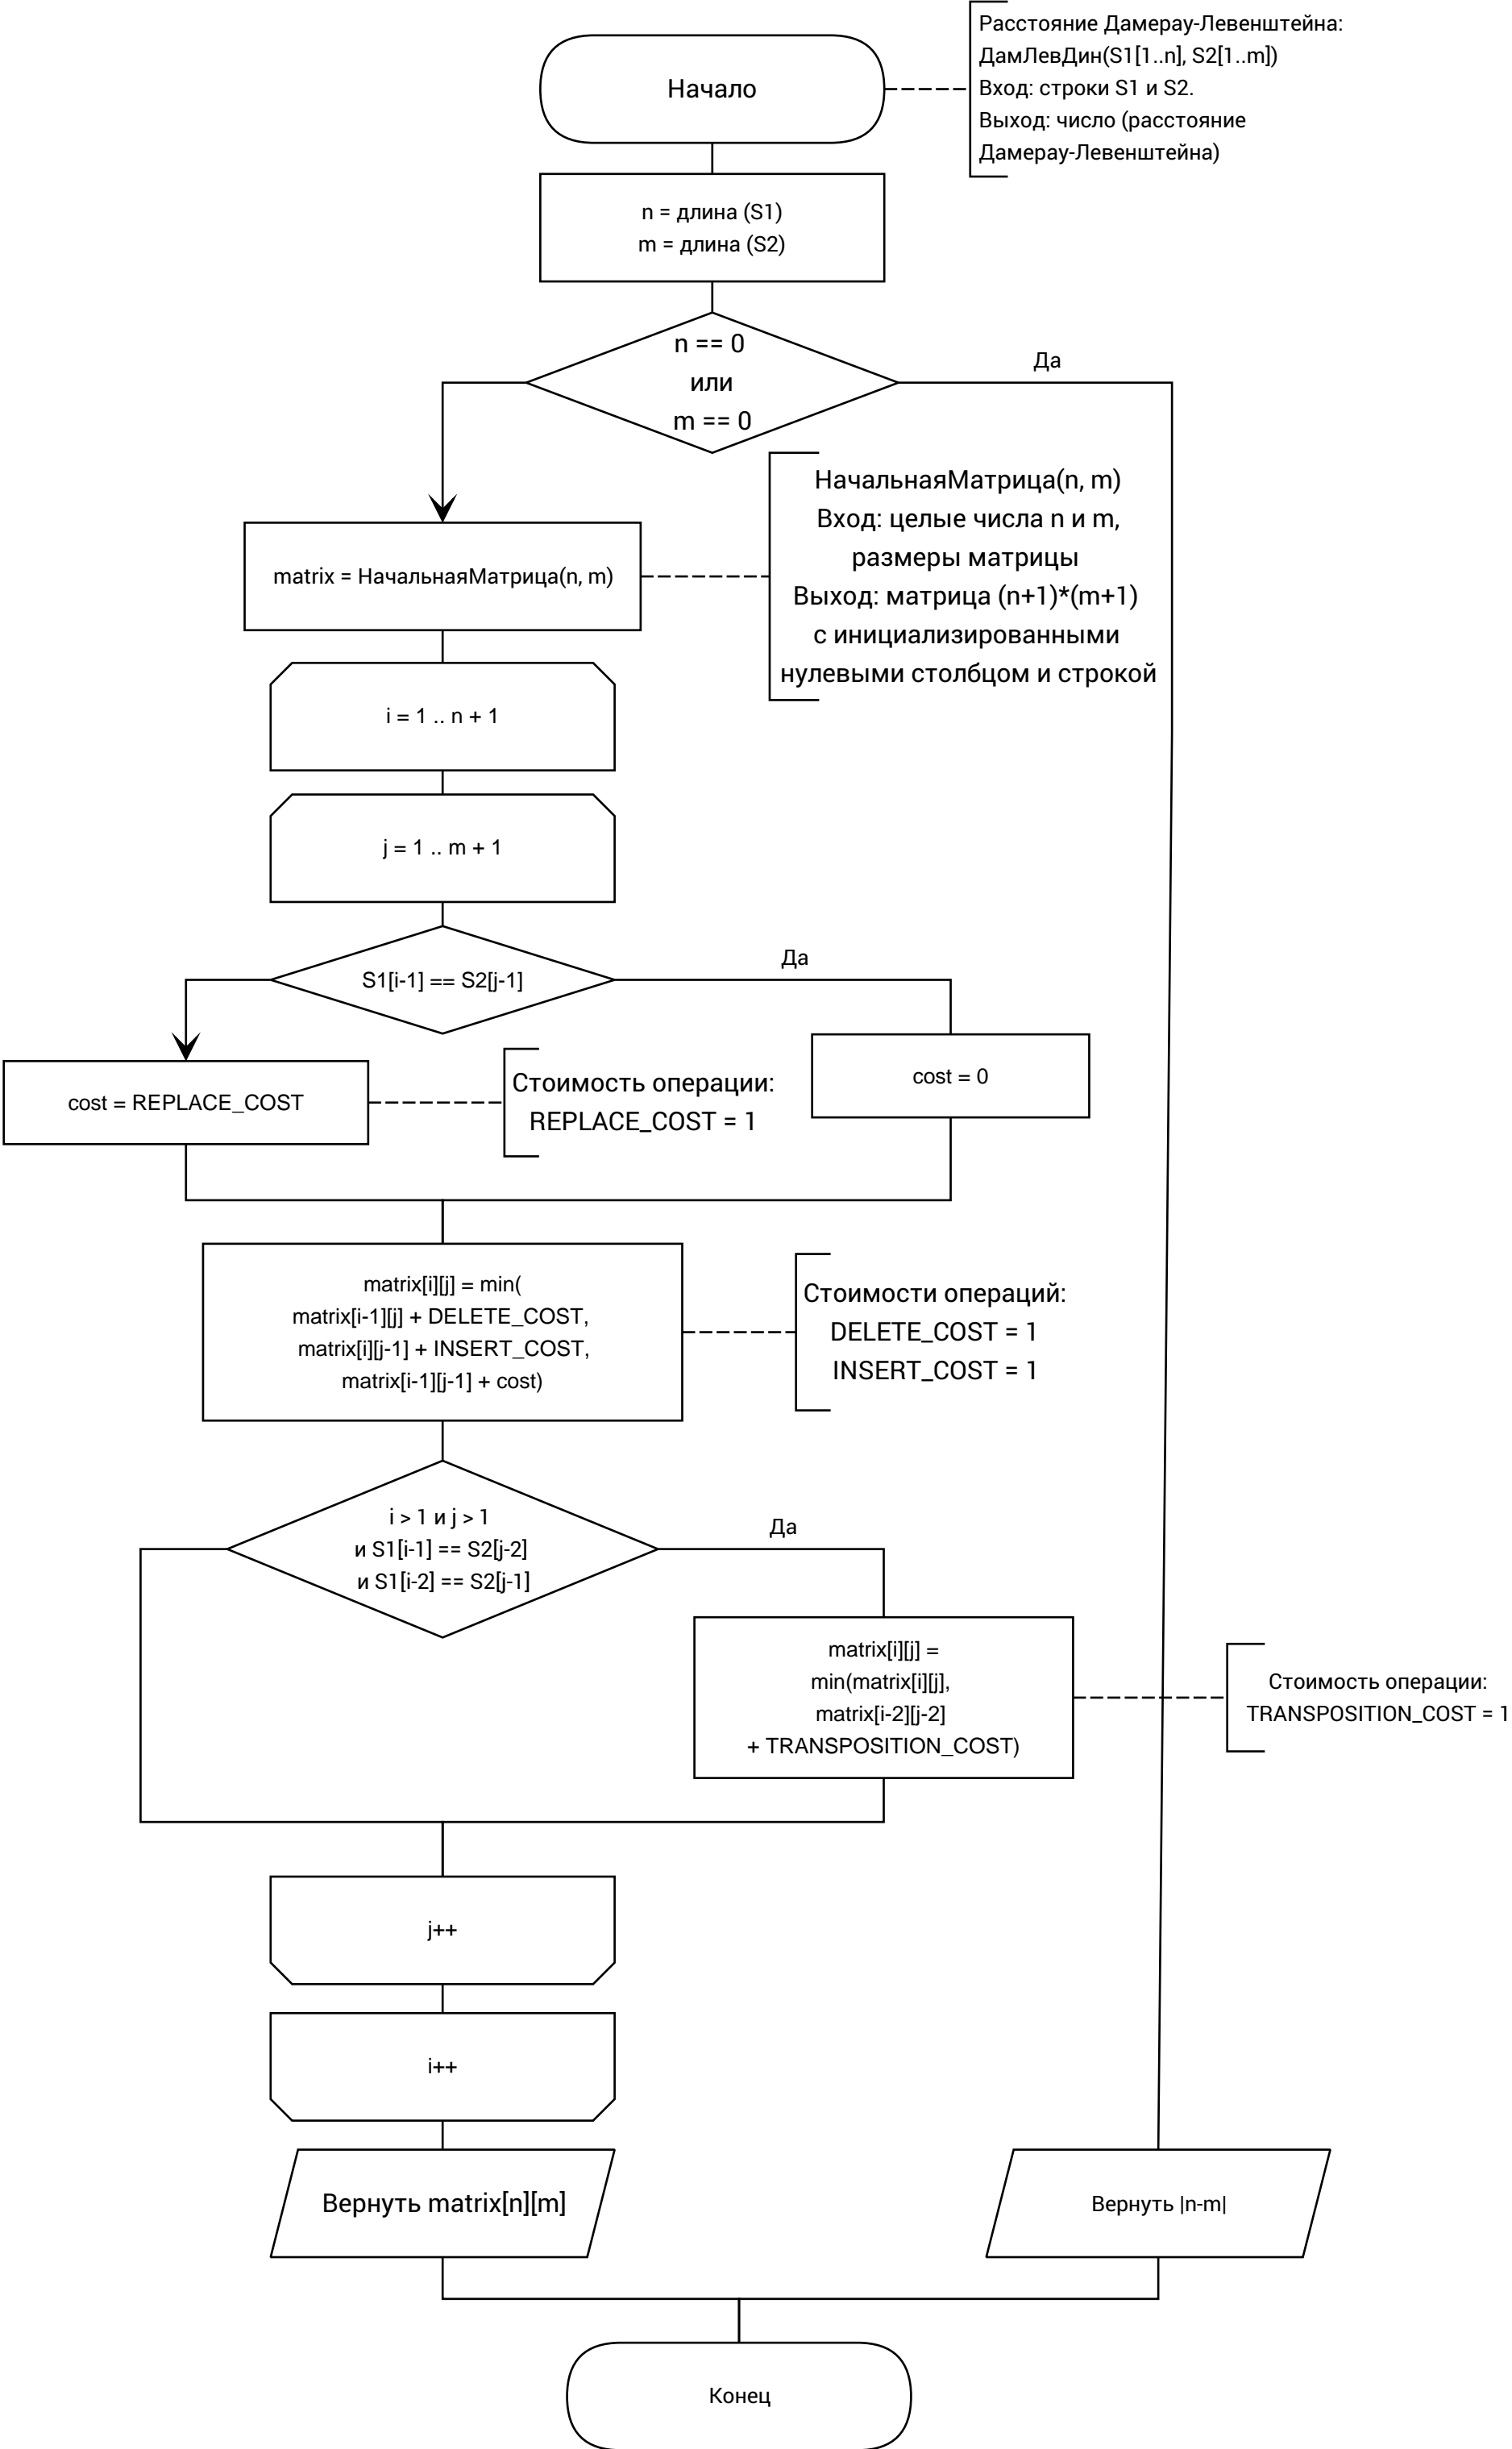 Расстояние Дамерау-Левенштейна:
ДамЛевДин(S1[1..n], S2[1..m])
Вход: строки S1 и S2.
Выход: число (расстояние
Дамерау-Левенштейна)
Начало
n = длина (S1)
m = длина (S2)
n == 0
или
m == 0
Да
НачальнаяМатрица(n, m)
Вход: целые числа n и m,
размеры матрицы
Выход: матрица (n+1)*(m+1)
с инициализированными
нулевыми столбцом и строкой
matrix = НачальнаяМатрица(n, m)
i = 1 .. n + 1
j = 1 .. m + 1
S1[i-1] == S2[j-1]
Да
cost = REPLACE_COST
Стоимость операции:
REPLACE_COST = 1
cost = 0
matrix[i][j] = min(
matrix[i-1][j] + DELETE_COST,
matrix[i][j-1] + INSERT_COST,
matrix[i-1][j-1] + cost)
Стоимости операций:
DELETE_COST = 1
INSERT_COST = 1
i > 1 и j > 1
и S1[i-1] == S2[j-2]
и S1[i-2] == S2[j-1]
Да
matrix[i][j] =
min(matrix[i][j],
matrix[i-2][j-2]
+ TRANSPOSITION_COST)
Стоимость операции:
TRANSPOSITION_COST = 1
j++
i++
Вернуть matrix[n][m]
Вернуть |n-m|
Конец